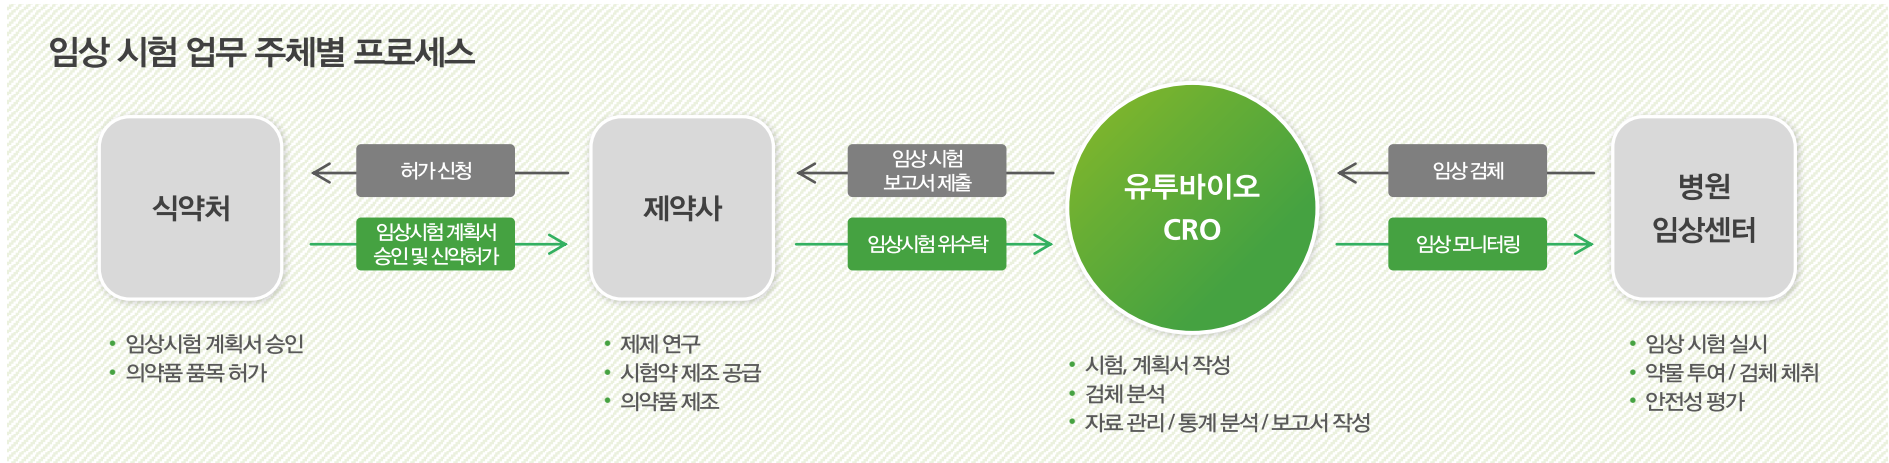 임상 시험 업무 주체별 프로세스
식약처
허가 신청
임상시험 계획서
승인 및 신약허가
제약사
임상 시험
보고서 제출
임상시험 위수탁
유투바이오
CRO
임상 검체
임상 모니터링
병원
임상센터
• 임상시험 계획서 승인
• 의약품 품목 허가
• 제제 연구
• 시험약 제조 공급
• 의약품 제조
• 시험, 계획서 작성
• 검체 분석
• 자료 관리 / 통계 분석 / 보고서 작성
• 임상 시험 실시
• 약물 투여 / 검체 체취
• 안전성 평가